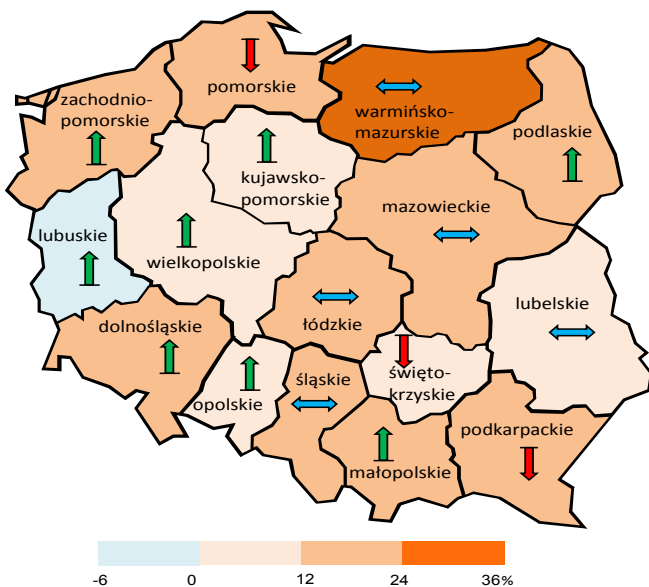 pomorskie
zachodnio-
pomorskie
warmińsko-
mazurskie
podlaskie
kujawsko-
pomorskie
mazowieckie
lubuskie
wielkopolskie
lubelskie
dolnośląskie
łódzkie
opolskie
śląskie
święto-
krzyskie
podkarpackie
małopolskie
-6 0 12 24 36%